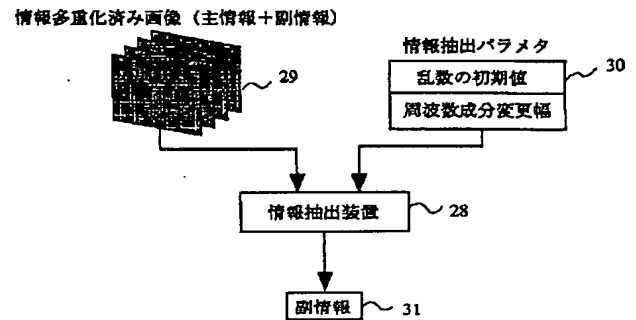 情報多重化済み画像（主情報＋副情報）
29
情報抽出パラメタ
乱数の初期値
30
周波数成分変更幅
情報抽出装置
28
副情報
31